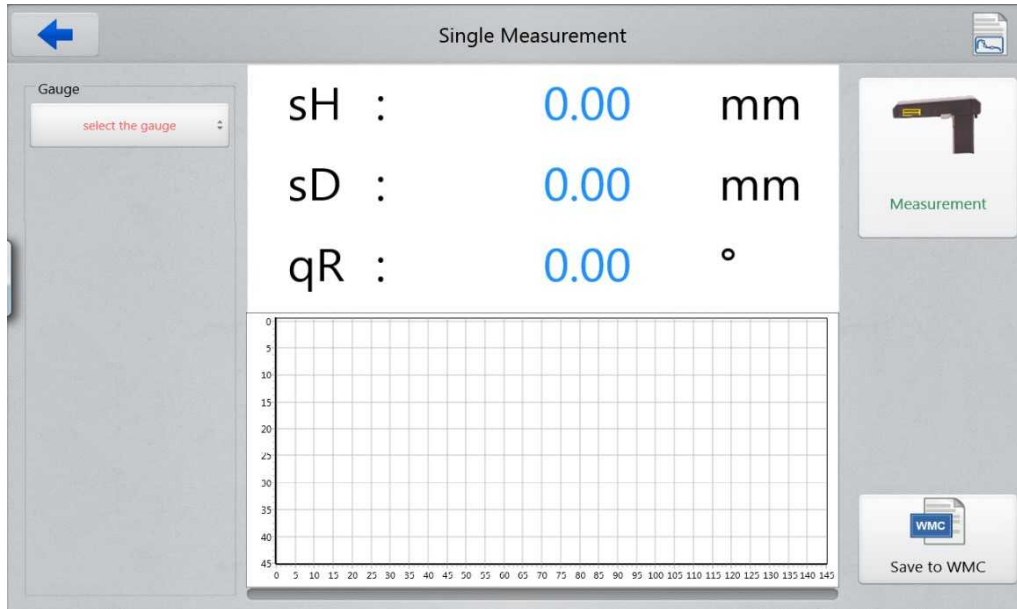 Single Measurement
Gauge
select the gauge
sH : 0.00 mm
sD : 0.00 mm
qR : 0.00 °
Measurement
0
5
10
15
20
25
30
35
40
45
0 5 10 15 20 25 30 35 40 45 50 55 60 65 70 75 80 85 90 95 100 105 110 115 120 125 130 135 140 145
WMC
Save to WMC